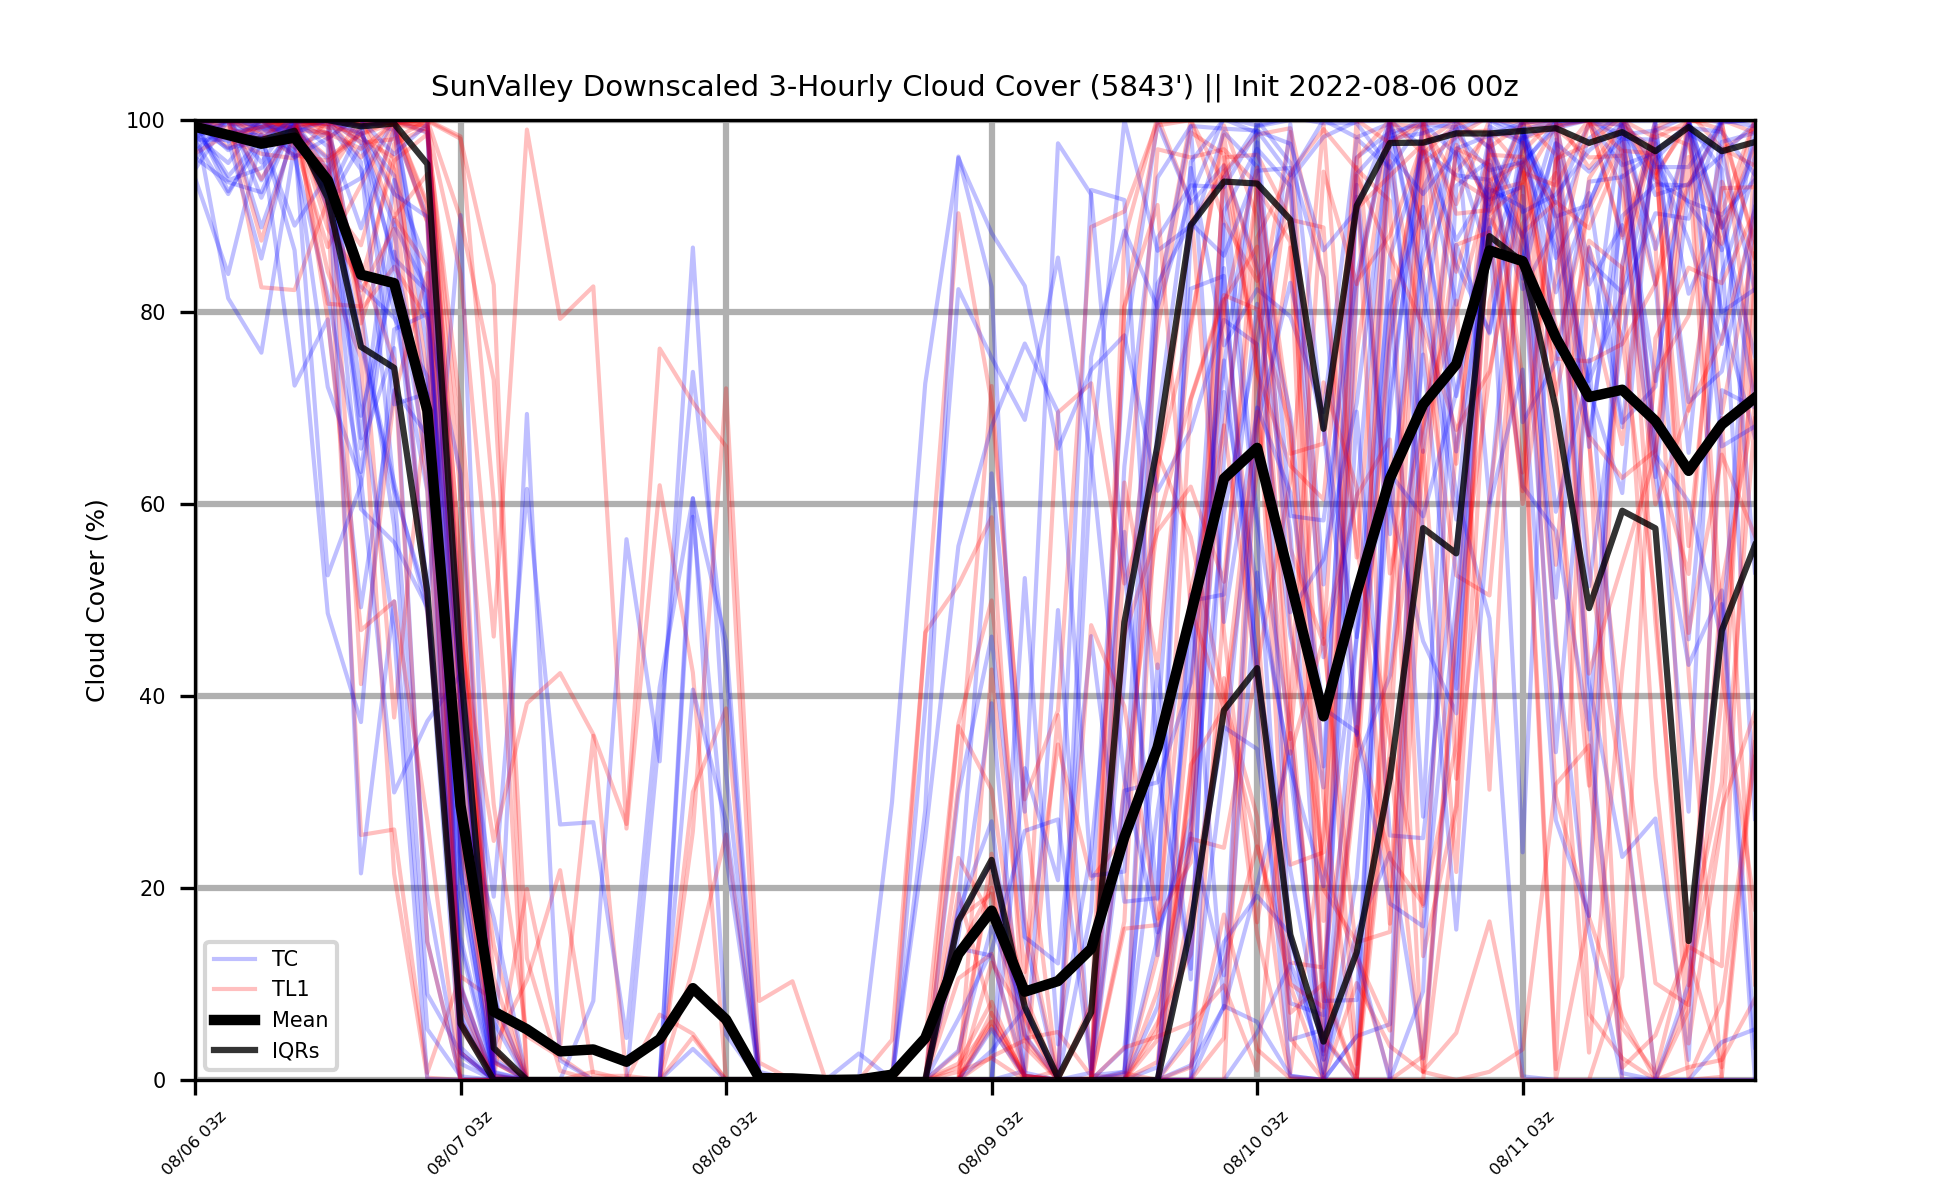 SunValley Downscaled 3-Hourly Cloud Cover (5843') || Init 2022-08-06 00z
Cloud Cover (%)
100
80
60
40
20
0
TC
TL1
Mean
IQRs
08/06 03z
08/07 03z
08/08 03z
08/09 03z
08/10 03z
08/11 03z